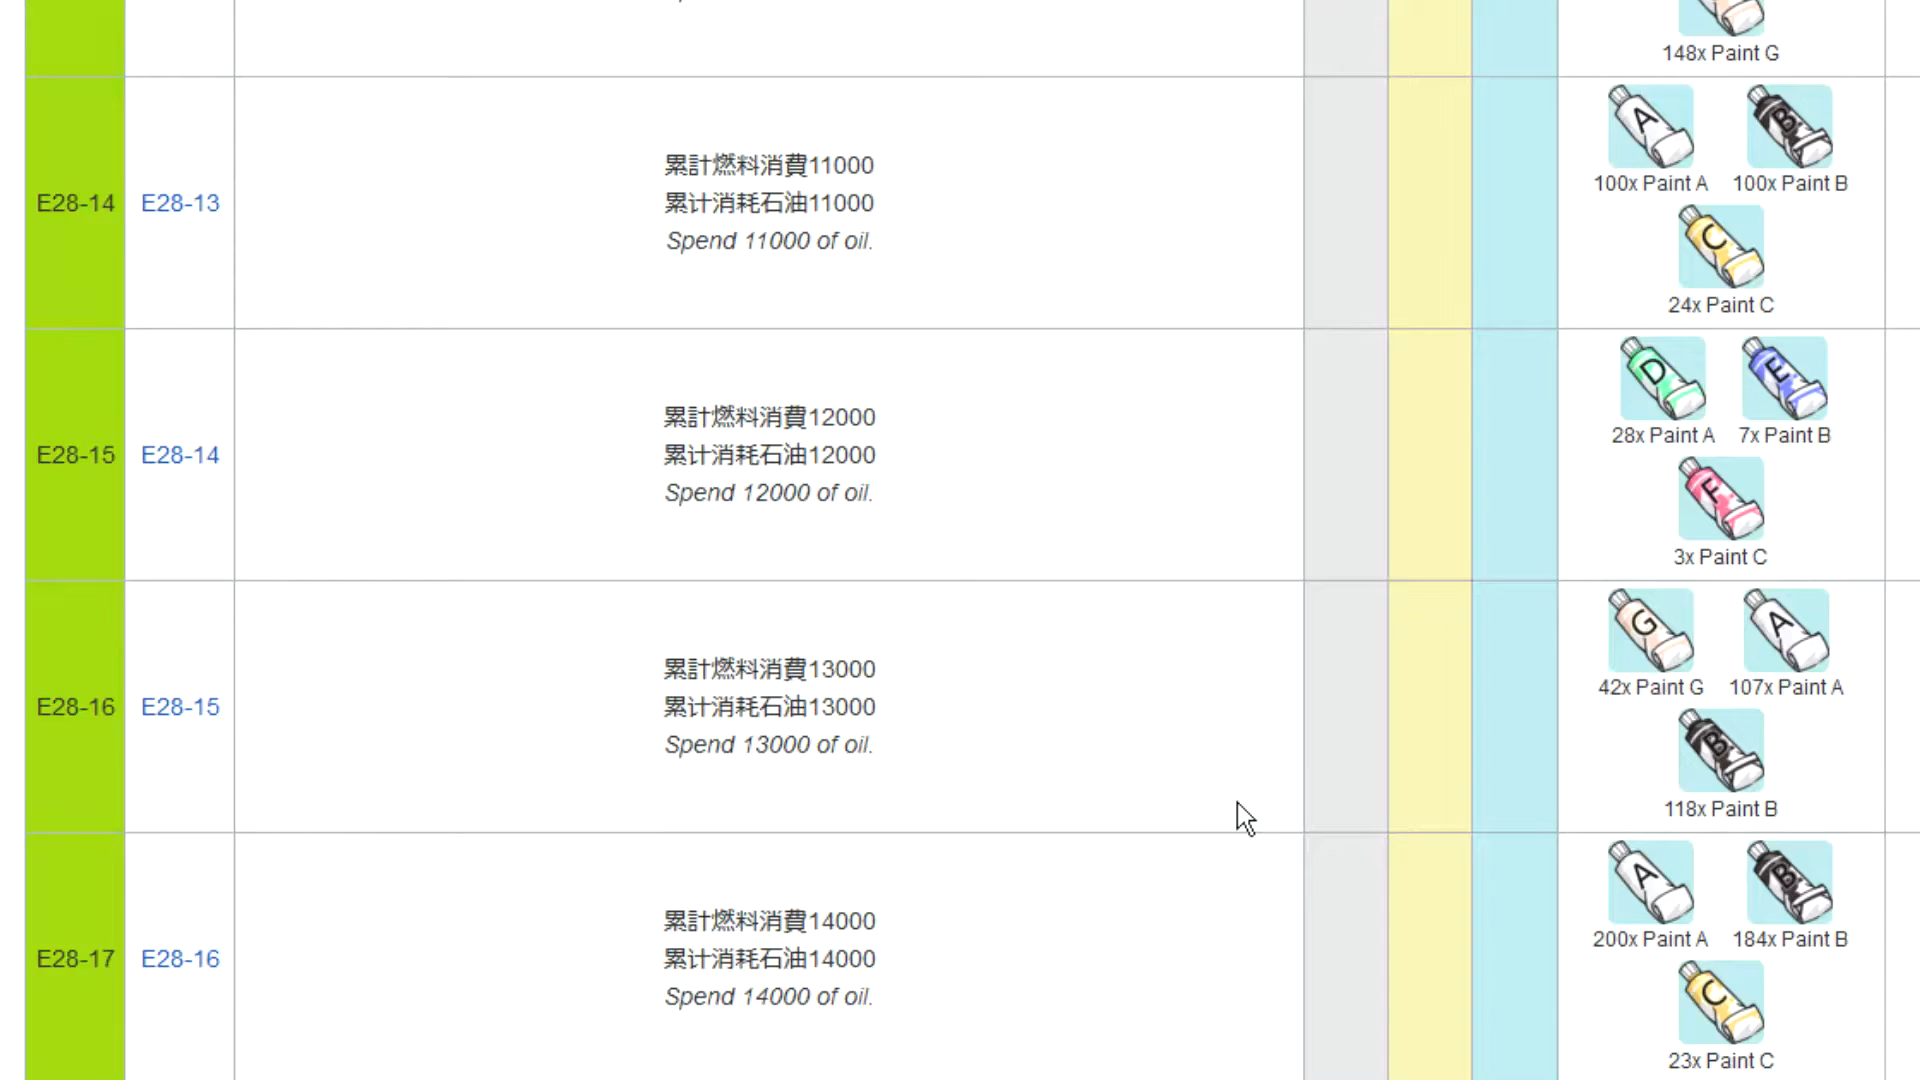 148x Paint G
E28-14
E28-13
累計燃料消費11000
累计消耗石油11000
Spend 11000 of oil.
A
B
100x Paint A
100x Paint B
C
24x Paint C
E28-15
E28-14
累計燃料消費12000
累计消耗石油12000
Spend 12000 of oil.
D
E
28x Paint A
7x Paint B
F
3x Paint C
E28-16
E28-15
累計燃料消費13000
累计消耗石油13000
Spend 13000 of oil.
G
A
42x Paint G
107x Paint A
B
118x Paint B
E28-17
E28-16
累計燃料消費14000
累计消耗石油14000
Spend 14000 of oil.
A
B
200x Paint A
184x Paint B
C
23x Paint C